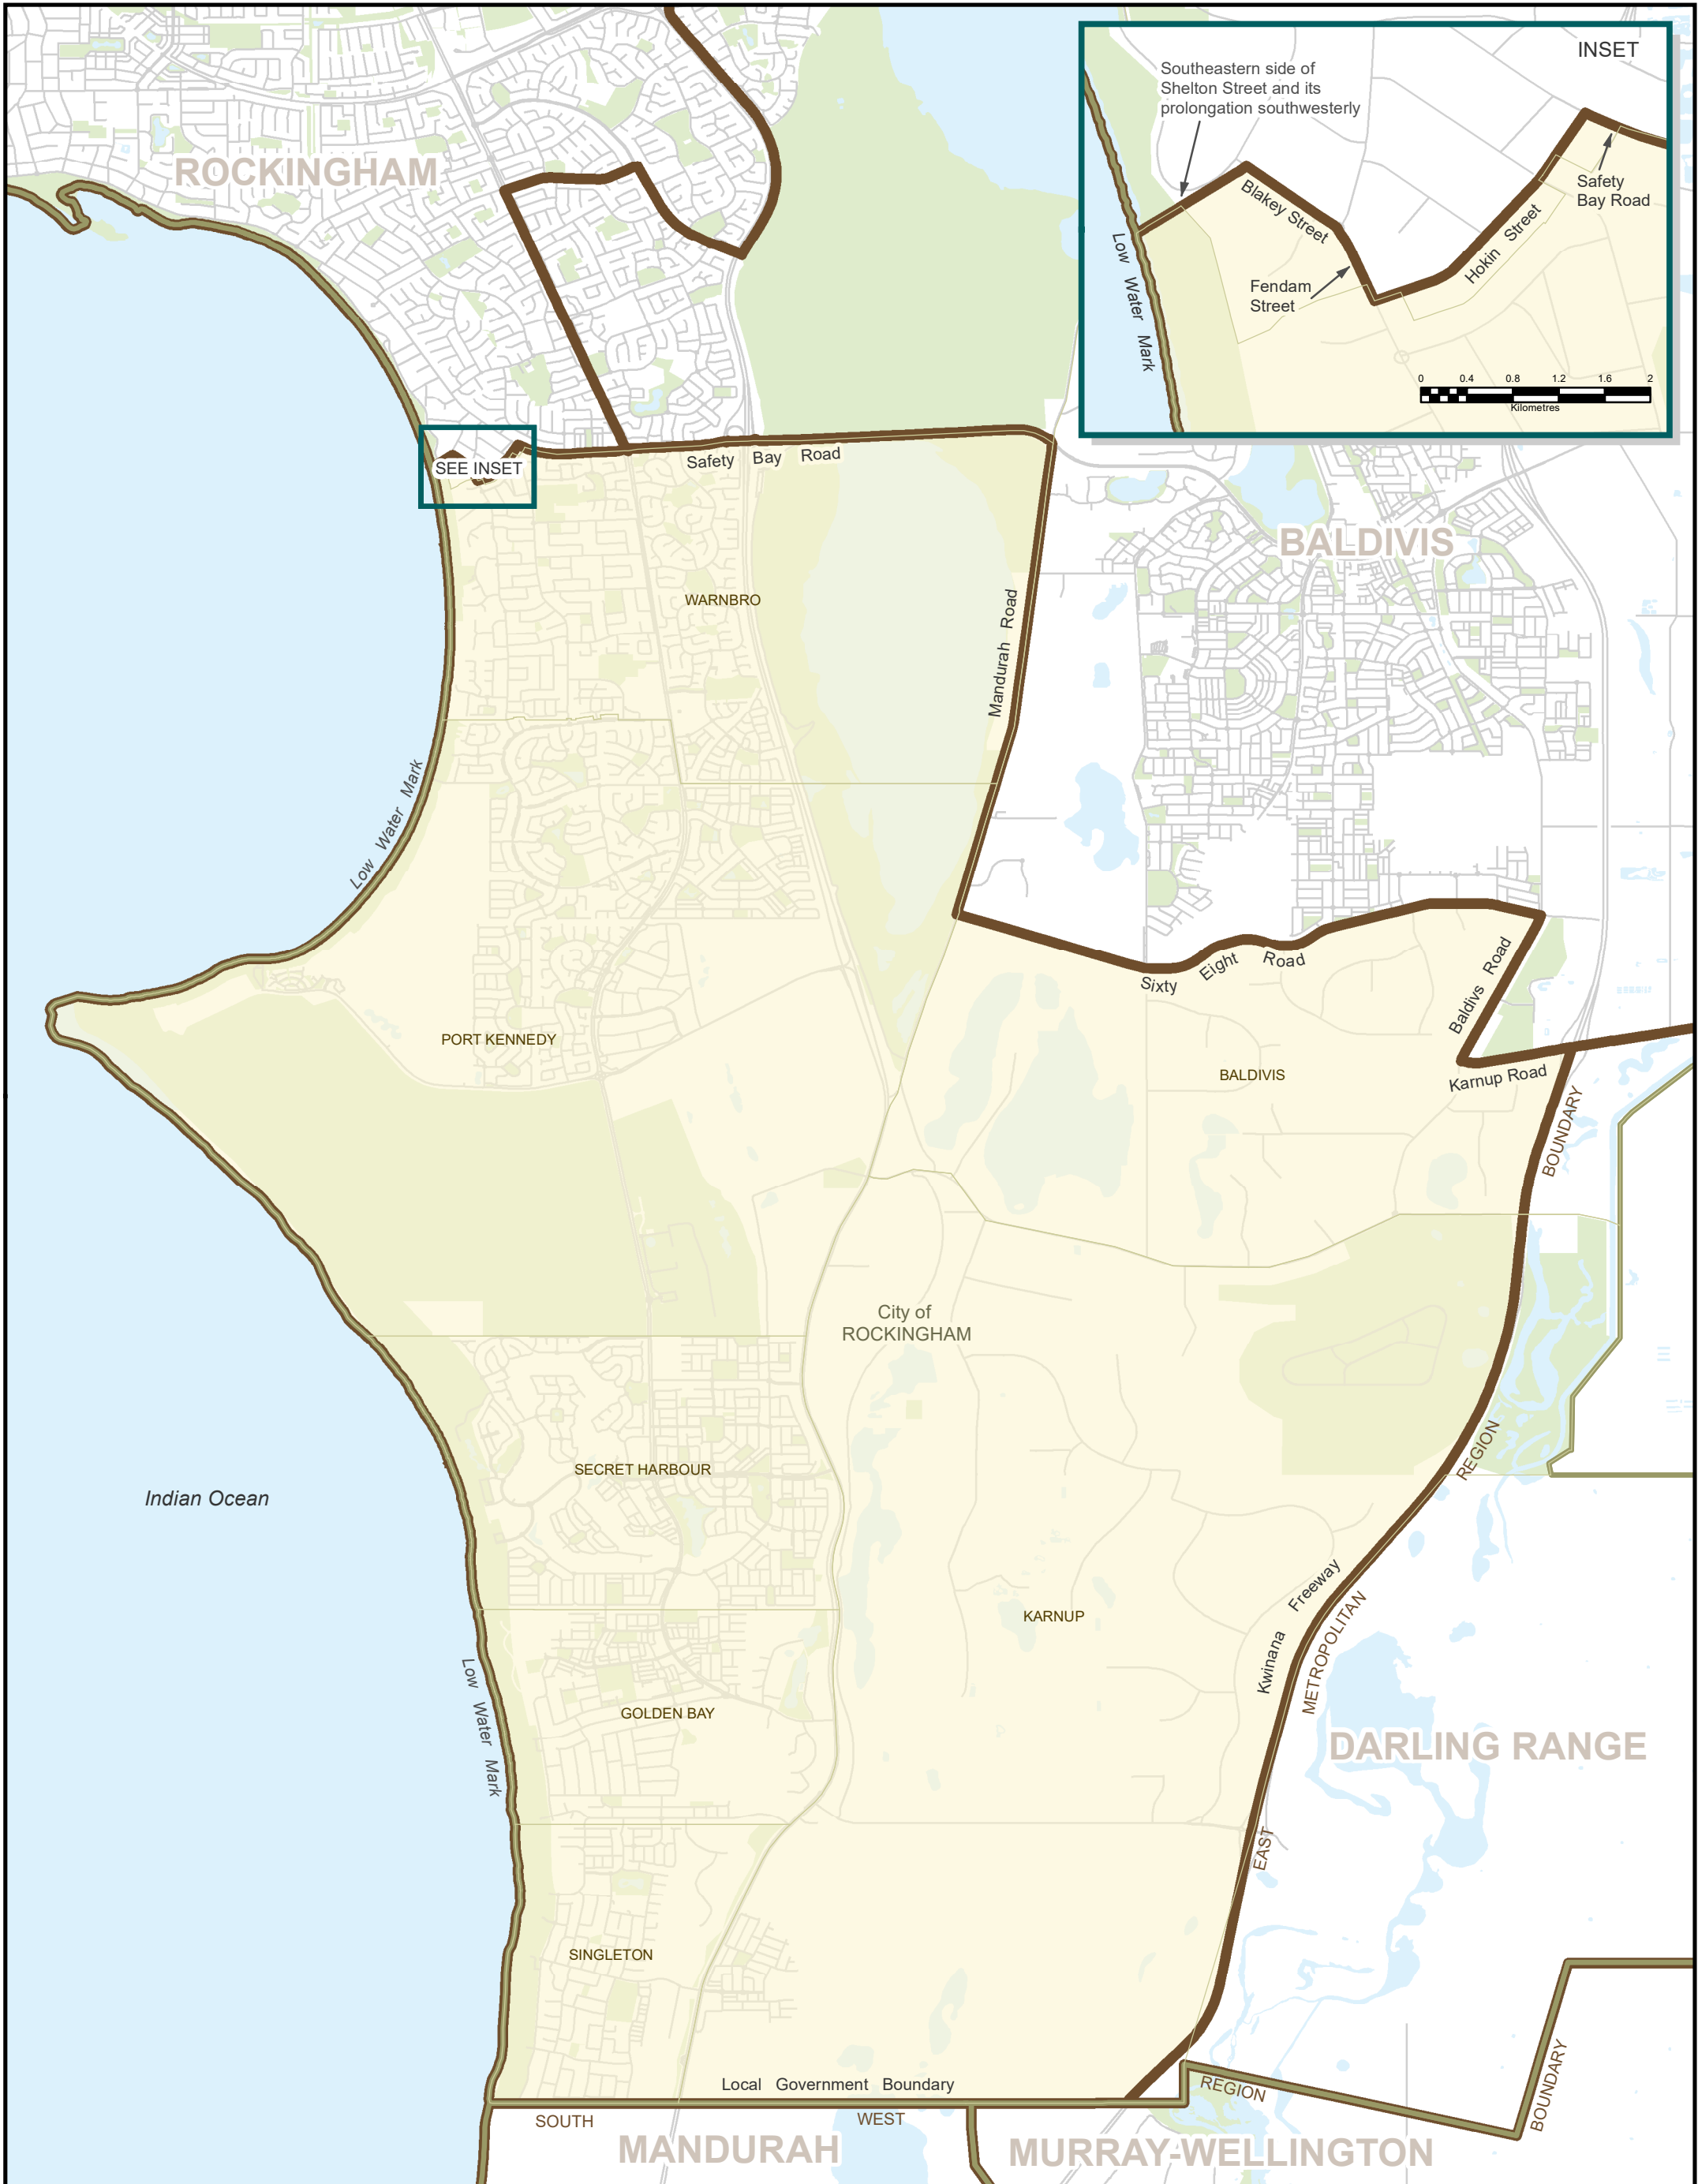 INSET
Southeastern side of
Shelton Street and its
prolongation southwesterly
Safety
Bay Road
Blakey Street
Hokin Street
Fendam
Street
Low Water Mark
0 0.4 0.8 1.2 1.6 2
Kilometres
ROCKINGHAM
SEE INSET
Safety Bay Road
BALDIVIS
WARNBRO
Mandurah Road
Low Water Mark
Sixty Eight Road
Baldivs Road
Karnup Road
PORT KENNEDY
BALDIVIS
BOUNDARY
City of
ROCKINGHAM
REGION
SECRET HARBOUR
Indian Ocean
KARNUP
Kwinana Freeway
METROPOLITAN
Low Water Mark
GOLDEN BAY
DARLING RANGE
EAST
SINGLETON
Local Government Boundary
REGION
BOUNDARY
SOUTH
WEST
MANDURAH
MURRAY-WELLINGTON